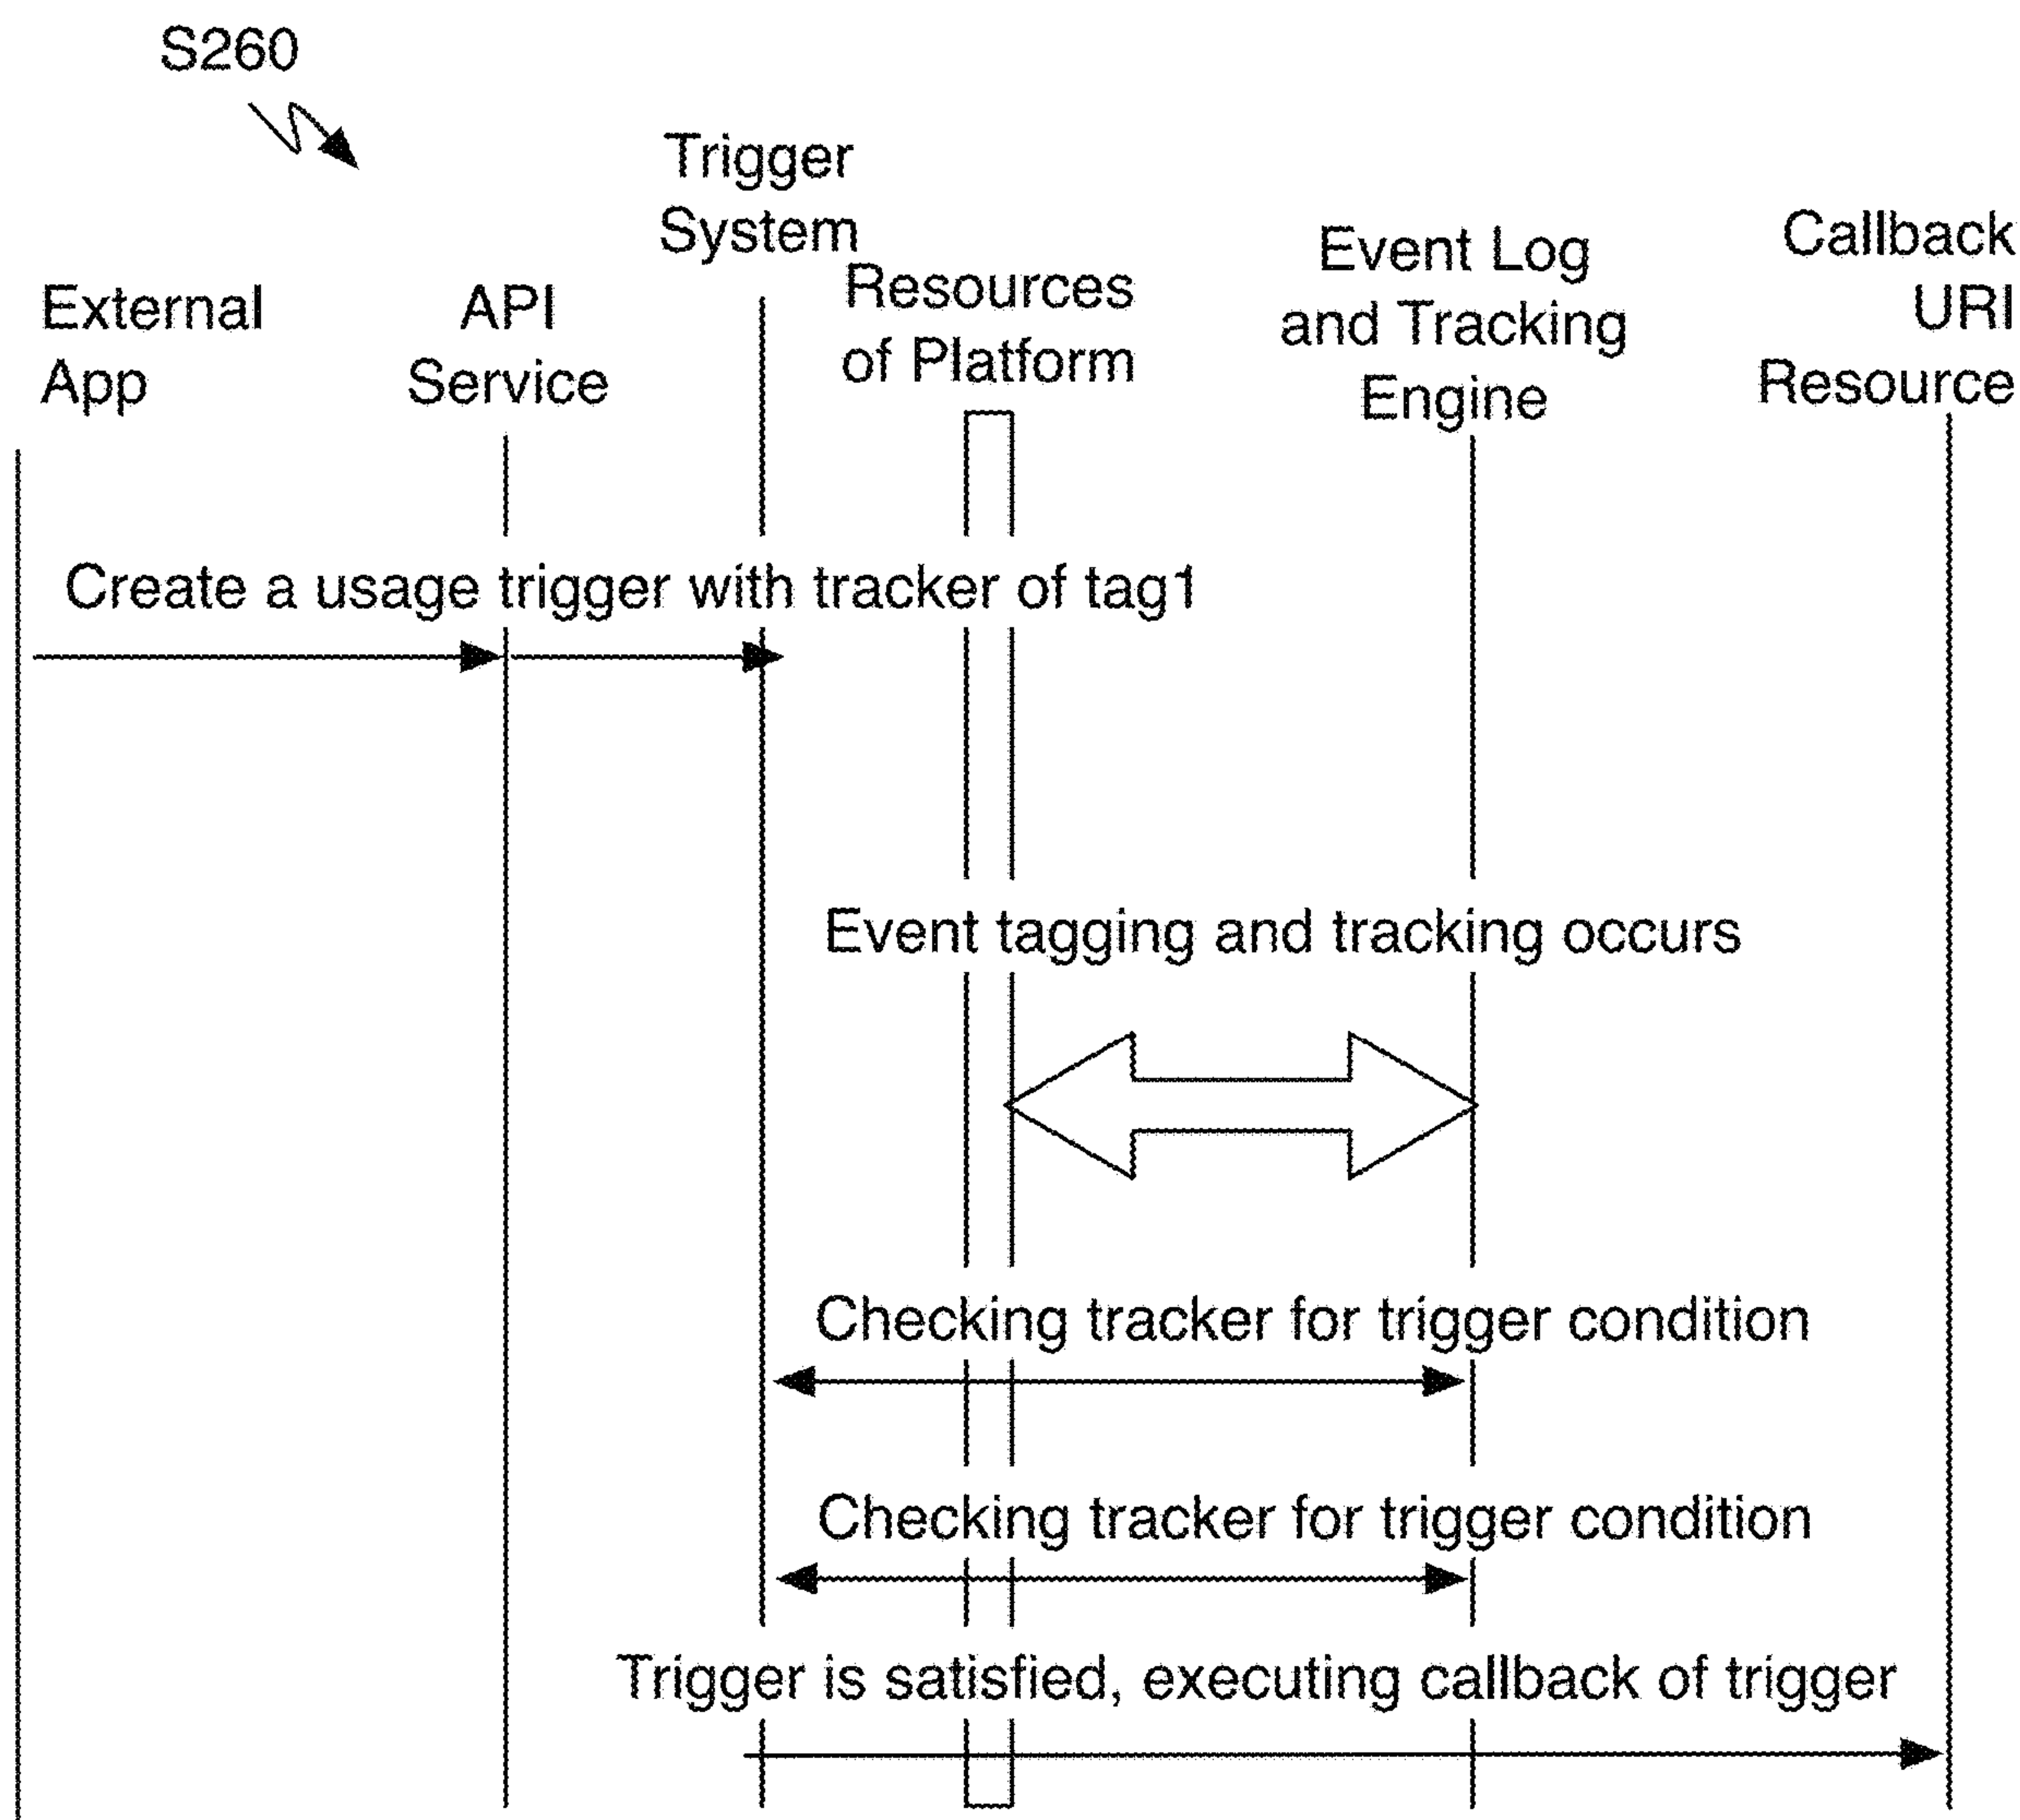 S260
External
App
API
Service
Trigger
System
Resources
of Platform
Event Log
and Tracking
Engine
Callback
URI
Resource
Create a usage trigger with tracker of tag1
Event tagging and tracking occurs
Checking tracker for trigger condition
Checking tracker for trigger condition
Trigger is satisfied, executing callback of trigger